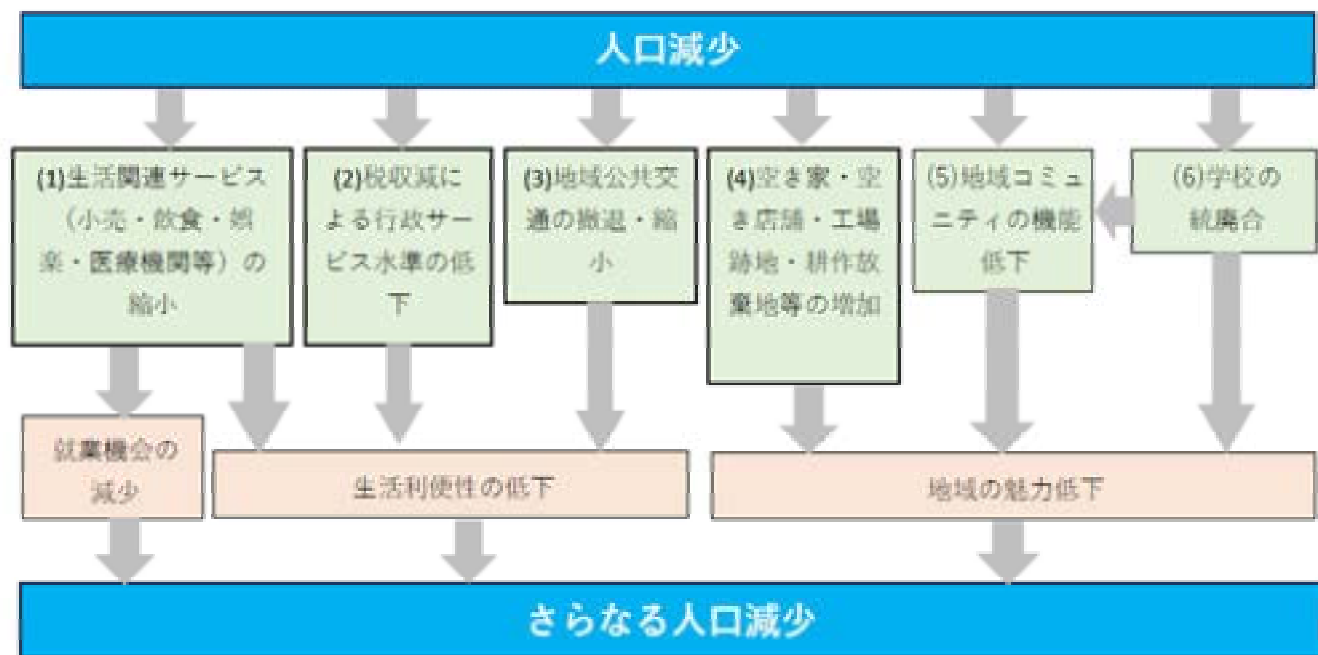 人口減少
(1)生活関連サービス
（小売・飲食・娯
楽・医療機関等）の
縮小
(2)税収減に
よる行政サー
ビス水準の低
下
(3)地域公共交
通の撤退・縮
小
(4)空き家・空
き店舗・工場
跡地・耕作放
棄地等の増加
(5)地域コミュ
ニティの機能
低下
(6)学校の
統廃合
就業機会の
減少
生活利便性の低下
地域の魅力低下
さらなる人口減少